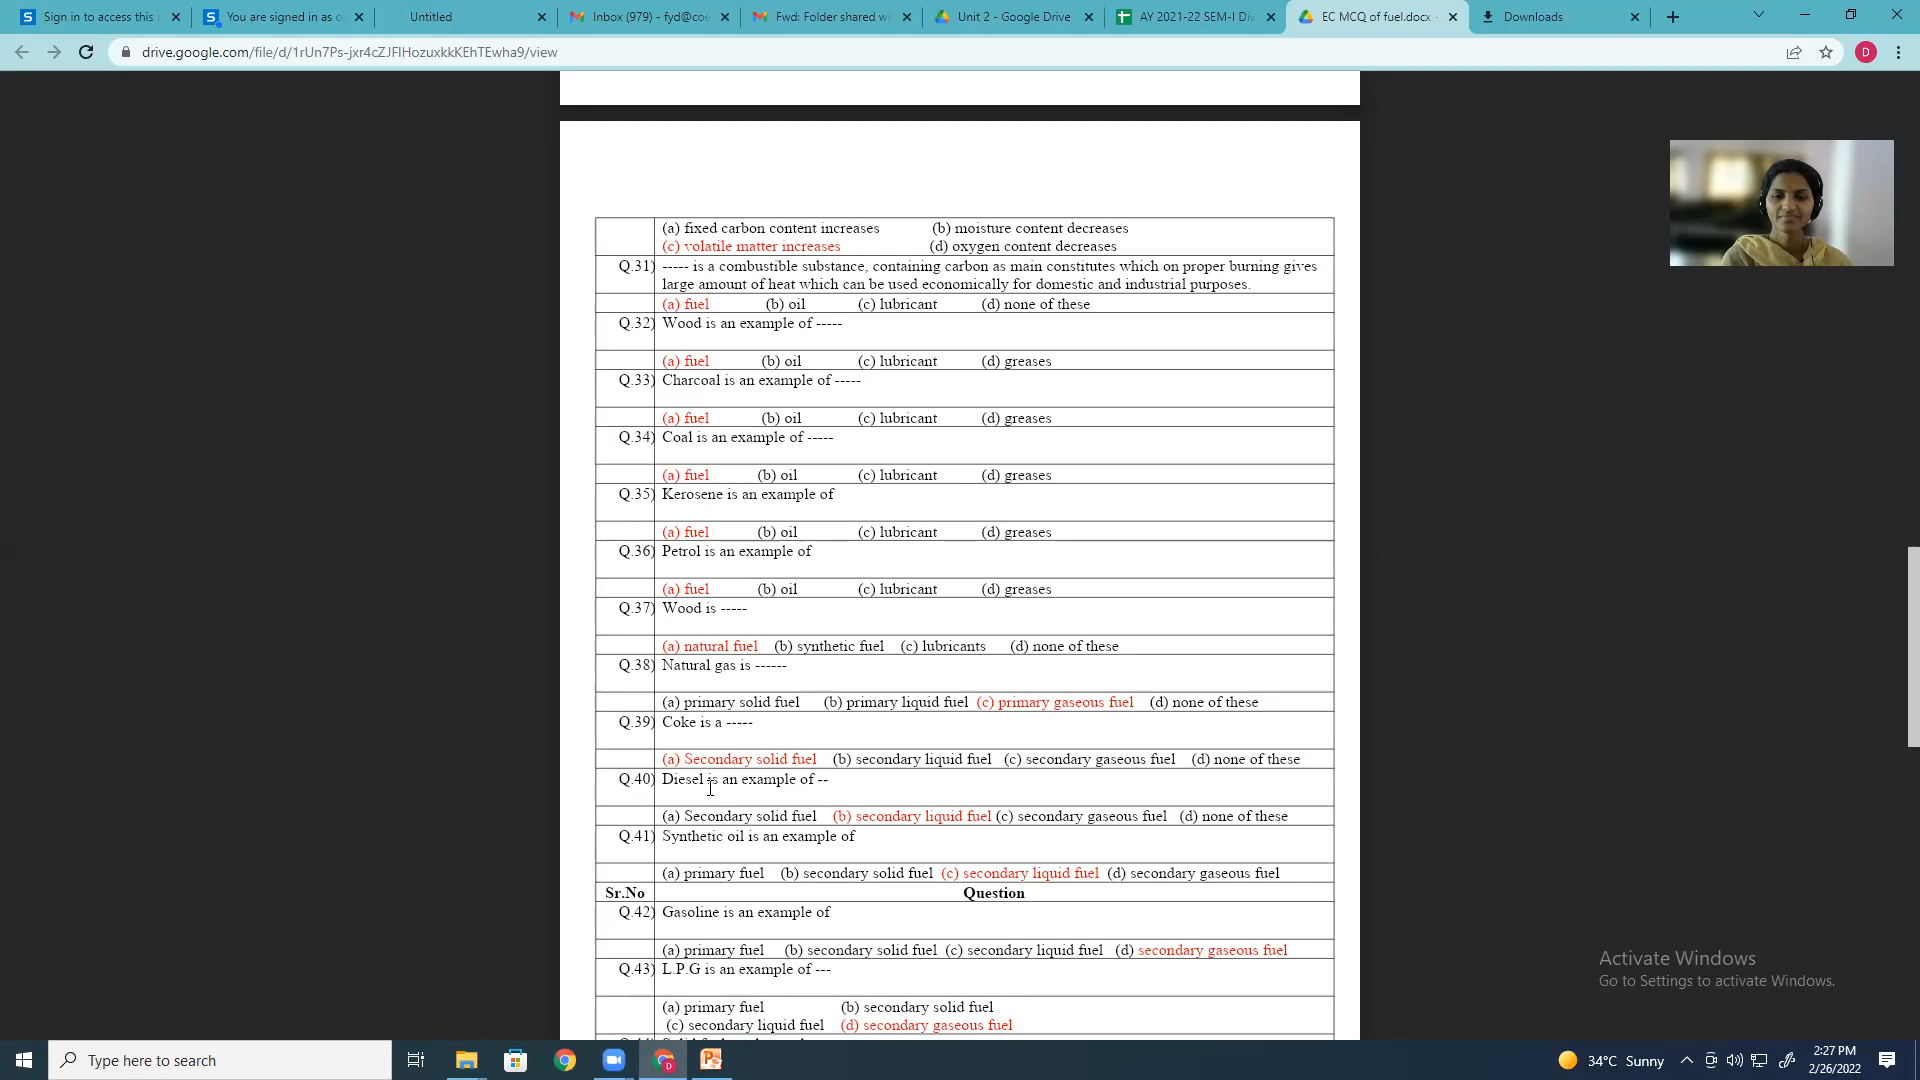 Sign in to access this
You are signed in as c
Untitled
Inbox (979) - fyd@coe
Fwd: Folder shared wi
Unit 2 - Google Drive
AY 2021-22 SEM-I Di
EC MCQ of fuel.docx -
Downloads
drive.google.com/file/d/1rUn7Ps-jxr4cZJFIHozuxkkKEhTEwha9/view
D
(a) fixed carbon content increases (b) moisture content decreases
(c) volatile matter increases (d) oxygen content decreases
Q.31) ----- is a combustible substance, containing carbon as main constitutes which on proper burning gives
large amount of heat which can be used economically for domestic and industrial purposes.
(a) fuel (b) oil (c) lubricant (d) none of these
Q.32) Wood is an example of -----
(a) fuel (b) oil (c) lubricant (d) greases
Q.33) Charcoal is an example of -----
(a) fuel (b) oil (c) lubricant (d) greases
Q.34) Coal is an example of -----
(a) fuel (b) oil (c) lubricant (d) greases
Q.35) Kerosene is an example of
(a) fuel (b) oil (c) lubricant (d) greases
Q.36) Petrol is an example of
(a) fuel (b) oil (c) lubricant (d) greases
Q.37) Wood is -----
(a) natural fuel (b) synthetic fuel (c) lubricants (d) none of these
Q.38) Natural gas is ------
(a) primary solid fuel (b) primary liquid fuel (c) primary gaseous fuel (d) none of these
Q.39) Coke is a -----
(a) Secondary solid fuel (b) secondary liquid fuel (c) secondary gaseous fuel (d) none of these
Q.40) Diesel is an example of --
(a) Secondary solid fuel (b) secondary liquid fuel (c) secondary gaseous fuel (d) none of these
Q.41) Synthetic oil is an example of
(a) primary fuel (b) secondary solid fuel (c) secondary liquid fuel (d) secondary gaseous fuel
Sr.No Question
Q.42) Gasoline is an example of
(a) primary fuel (b) secondary solid fuel (c) secondary liquid fuel (d) secondary gaseous fuel
Q.43) L.P.G is an example of ---
(a) primary fuel (b) secondary solid fuel
(c) secondary liquid fuel (d) secondary gaseous fuel
Activate Windows
Go to Settings to activate Windows.
Type here to search
34°C Sunny
2:27 PM
2/26/2022